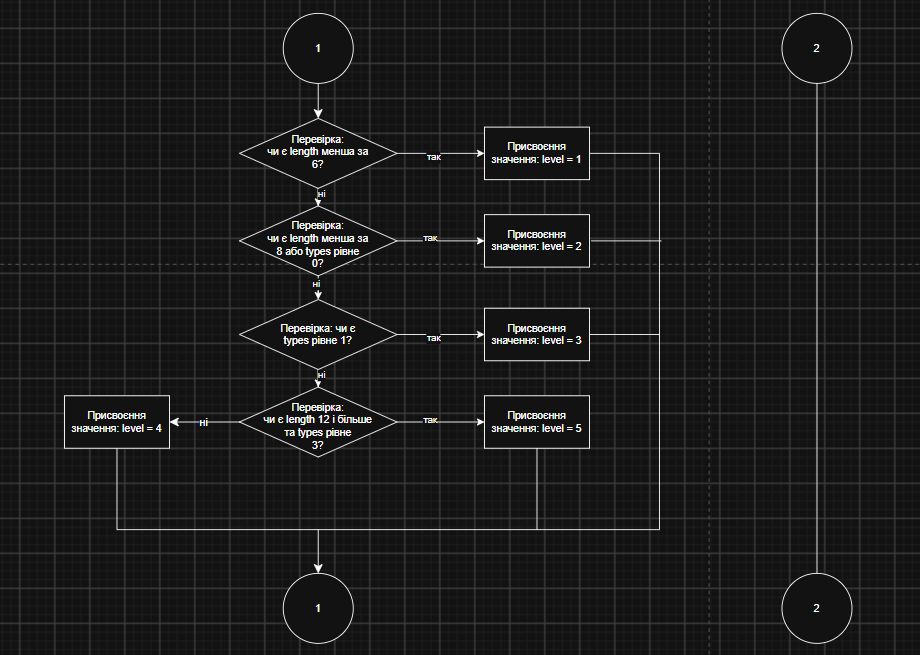 1
2
Перевірка:
чи є length менша за
6?
так
Присвоєння
значення: level = 1
ні
Перевірка:
чи є length менша за
8 або types рівне
0?
так
Присвоєння
значення: level = 2
ні
Перевірка: чи є
types рівне 1?
так
Присвоєння
значення: level = 3
ні
Присвоєння
значення: level = 4
ні
Перевірка:
чи є length 12 і більше
та types рівне
3?
так
Присвоєння
значення: level = 5
1
2